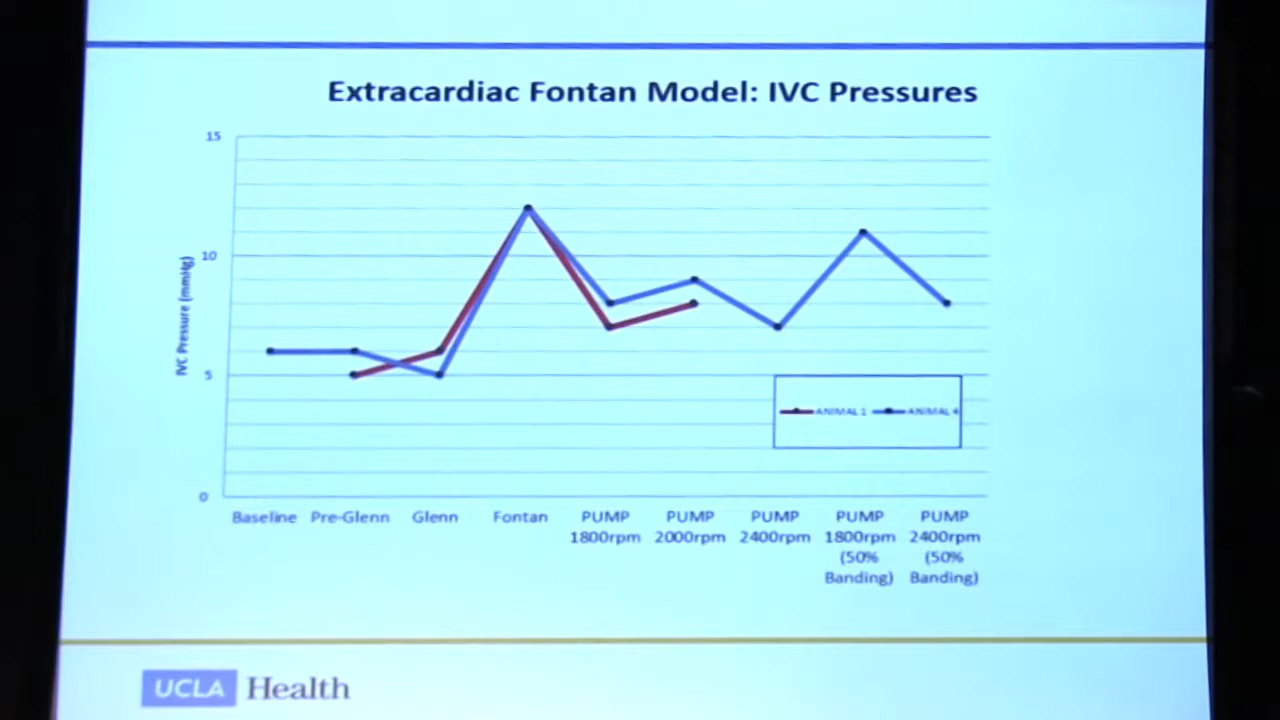 Extracardiac Fontan Model: IVC Pressures
15
10
5
0
IVC Pressure (mmHg)
Baseline
Pre-Glenn
Glenn
Fontan
PUMP
1800rpm
PUMP
2000rpm
PUMP
2400rpm
PUMP
1800rpm
(50%
Banding)
PUMP
2400rpm
(50%
Banding)
ANIMAL 1
ANIMAL 4
UCLA Health